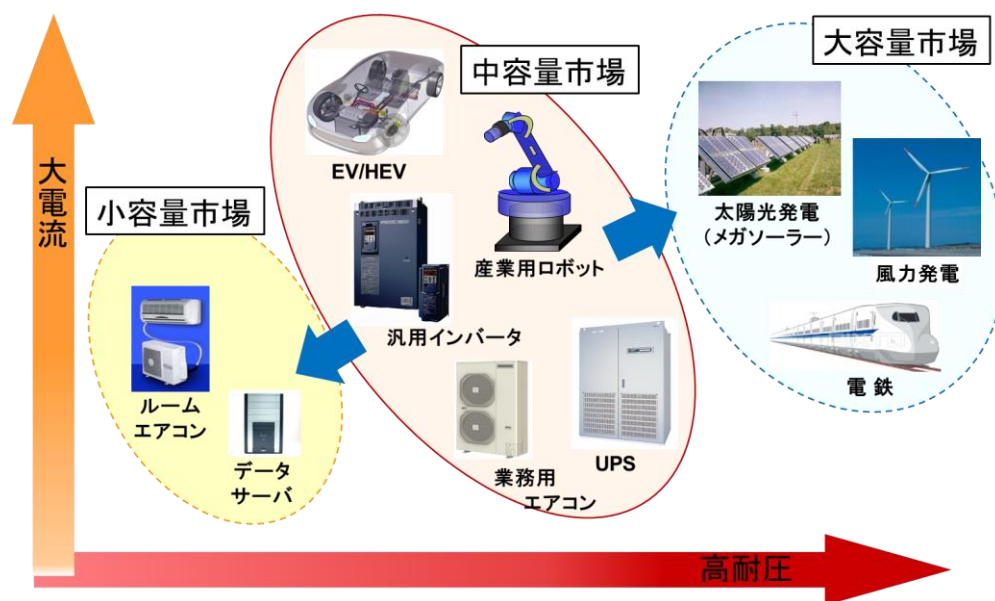 大容量市場
中容量市場
EV/HEV
大電流
小容量市場
太陽光発電
（メガソーラー）
産業用ロボット
風力発電
汎用インバータ
電 鉄
ルーム
エアコン
UPS
データ
サーバ
業務用
エアコン
高耐圧